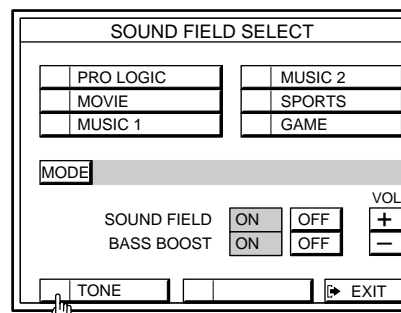 SOUND FIELD SELECT
PRO LOGIC MUSIC 2
MOVIE SPORTS
MUSIC 1 GAME
MODE
VOL
SOUND FIELD ON OFF +
BASS BOOST ON OFF −
TONE EXIT